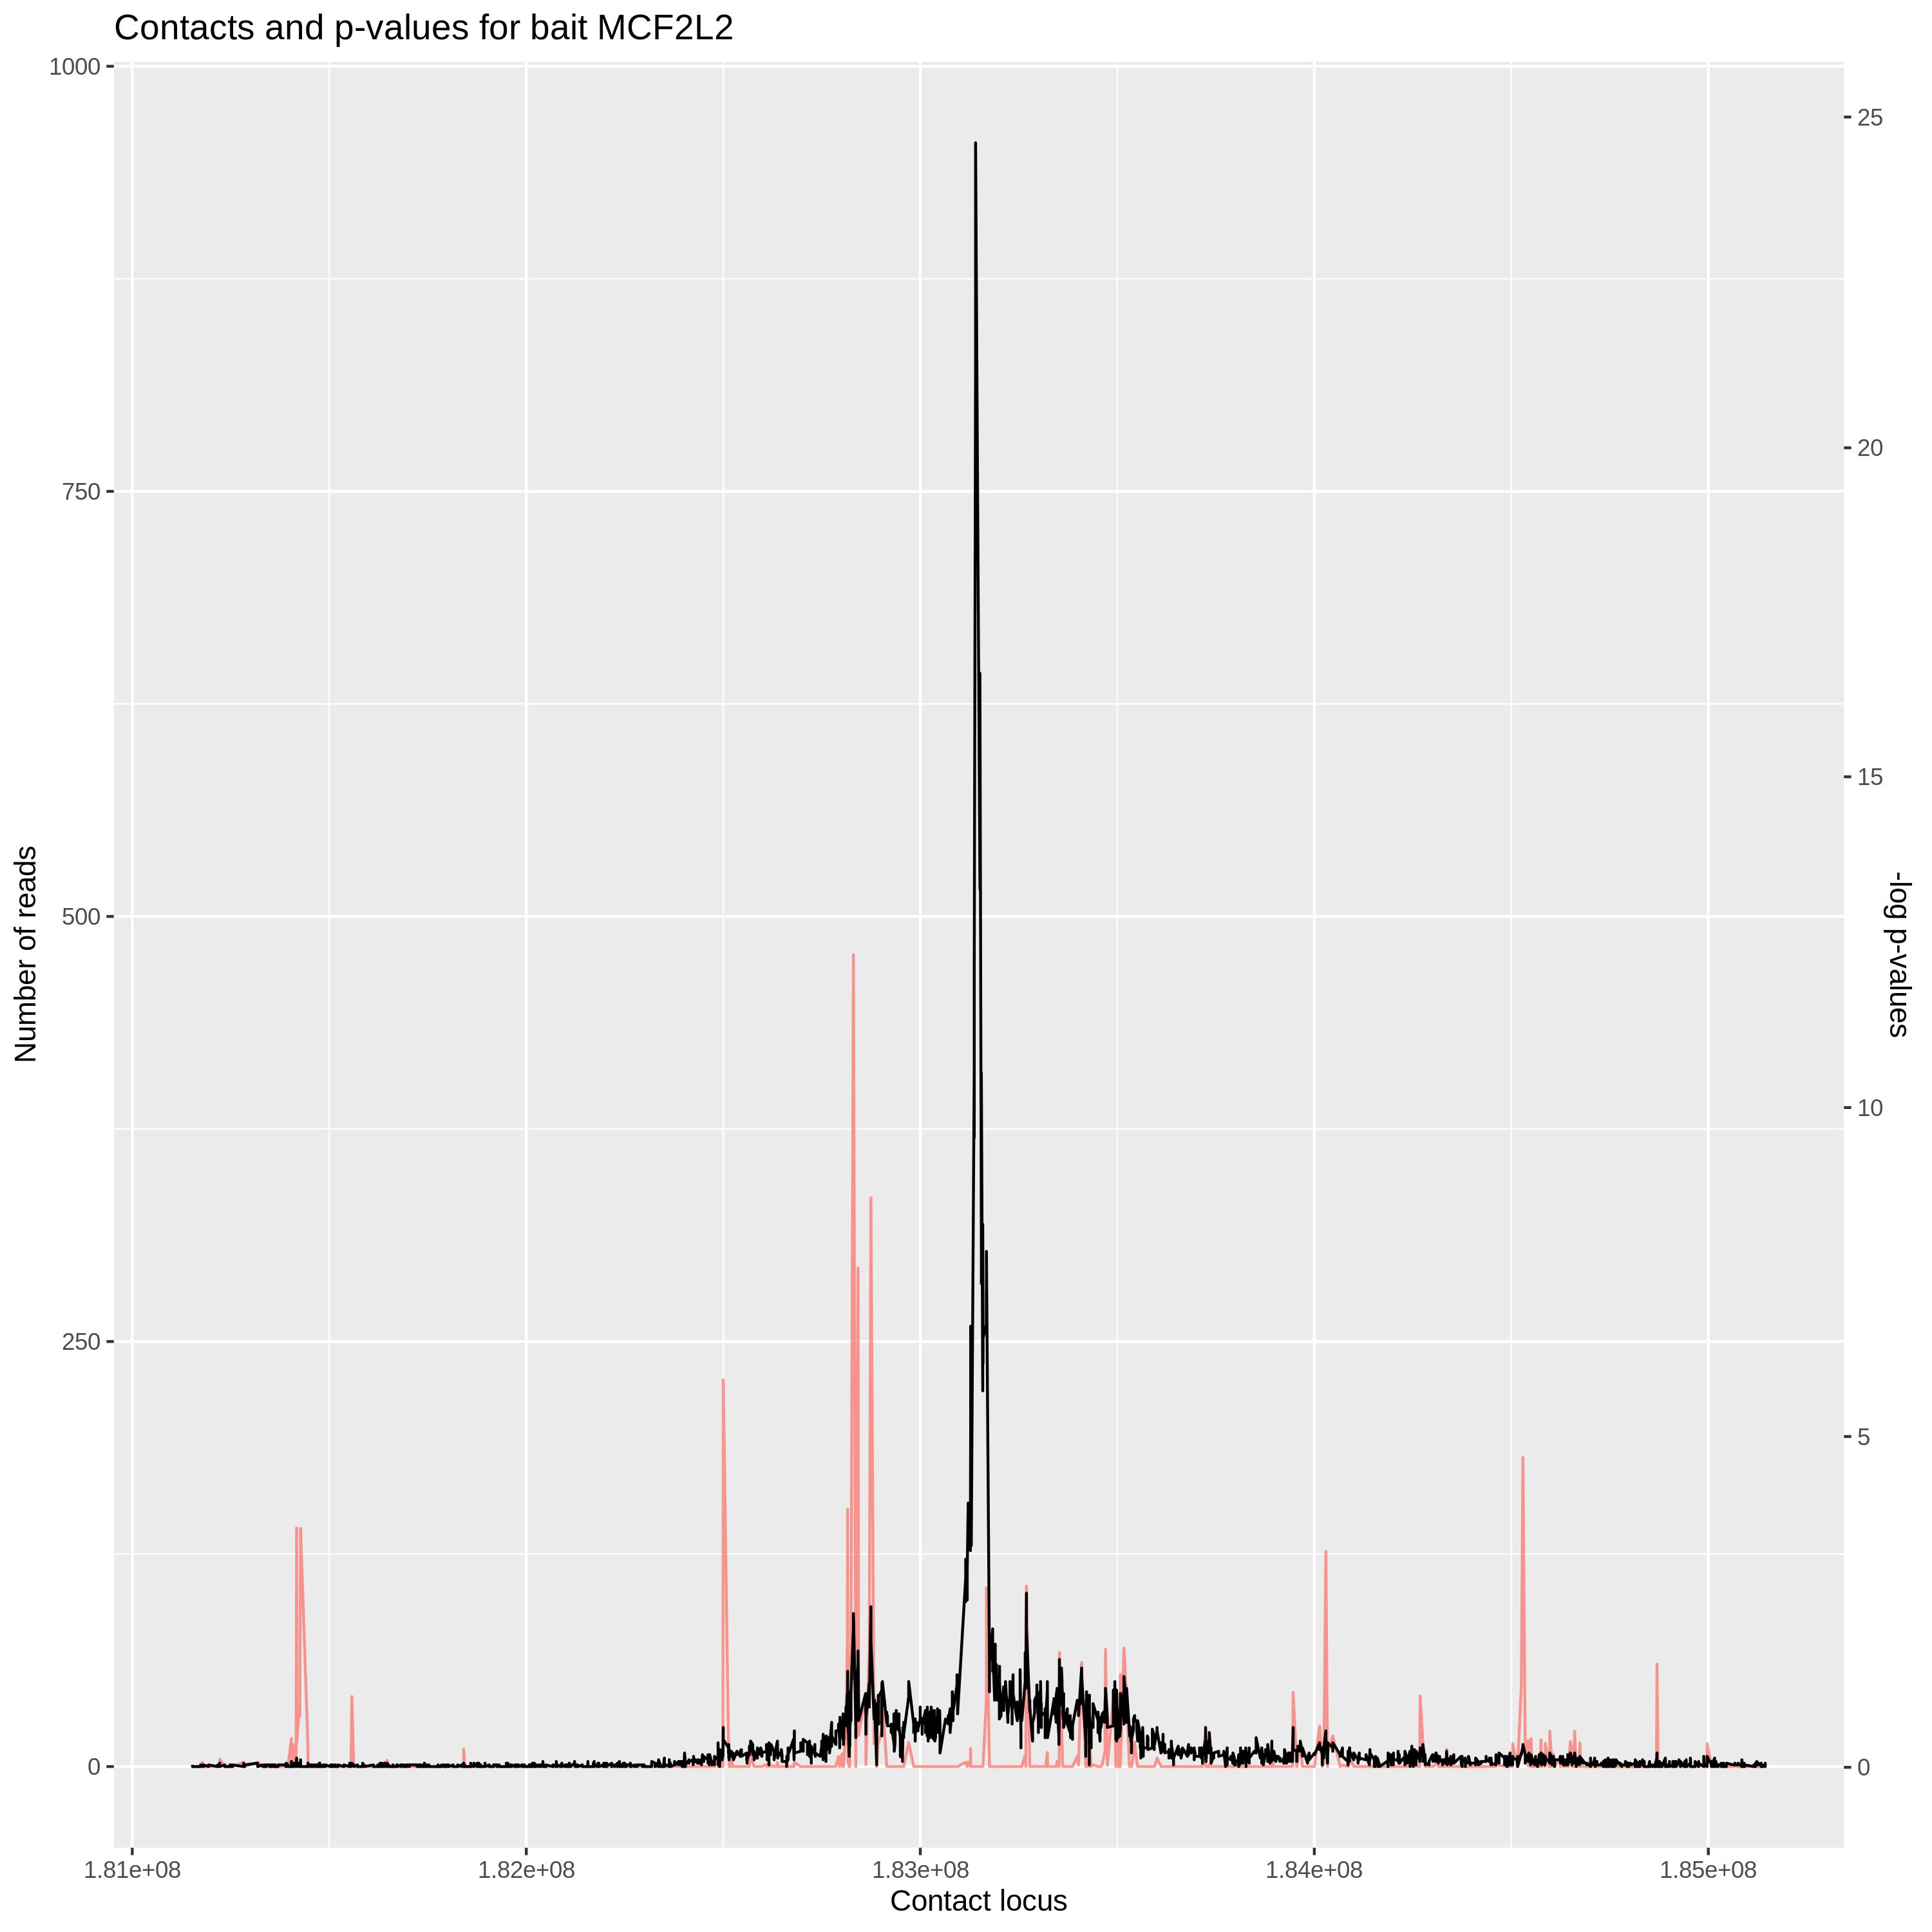 Contacts and p-values for bait MCF2L2
1000
750
500
250
0
Number of reads
25
20
15
10
5
0
-log p-values
1.81e+08 1.82e+08 1.83e+08 1.84e+08 1.85e+08
Contact locus